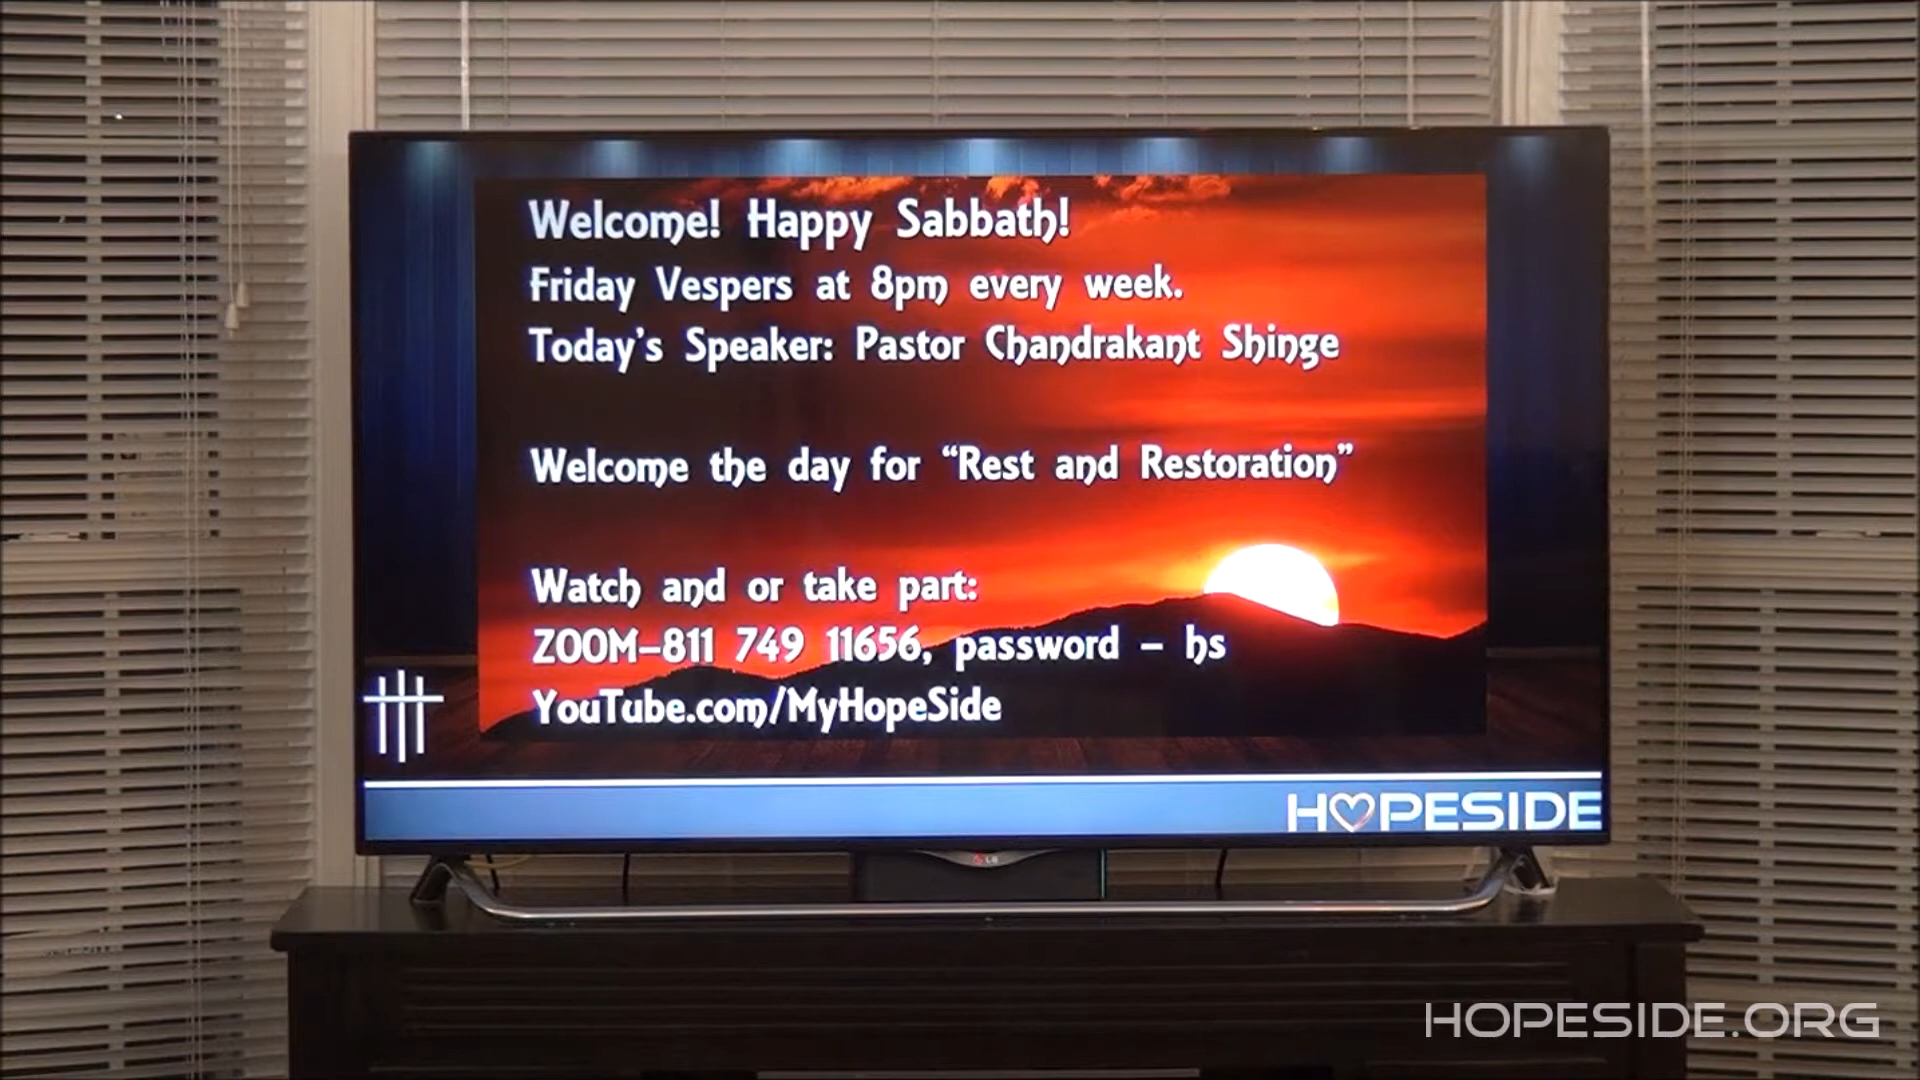 Welcome! Happy Sabbath!
Friday Vespers at 8pm every week.
Today's Speaker: Pastor Chandrakant Shinge
Welcome the day for “Rest and Restoration”
Watch and or take part:
ZOOM–811 749 11656, password – hs
YouTube.com/MyHopeSide
HOPESIDE
LG
HOPESIDE.ORG